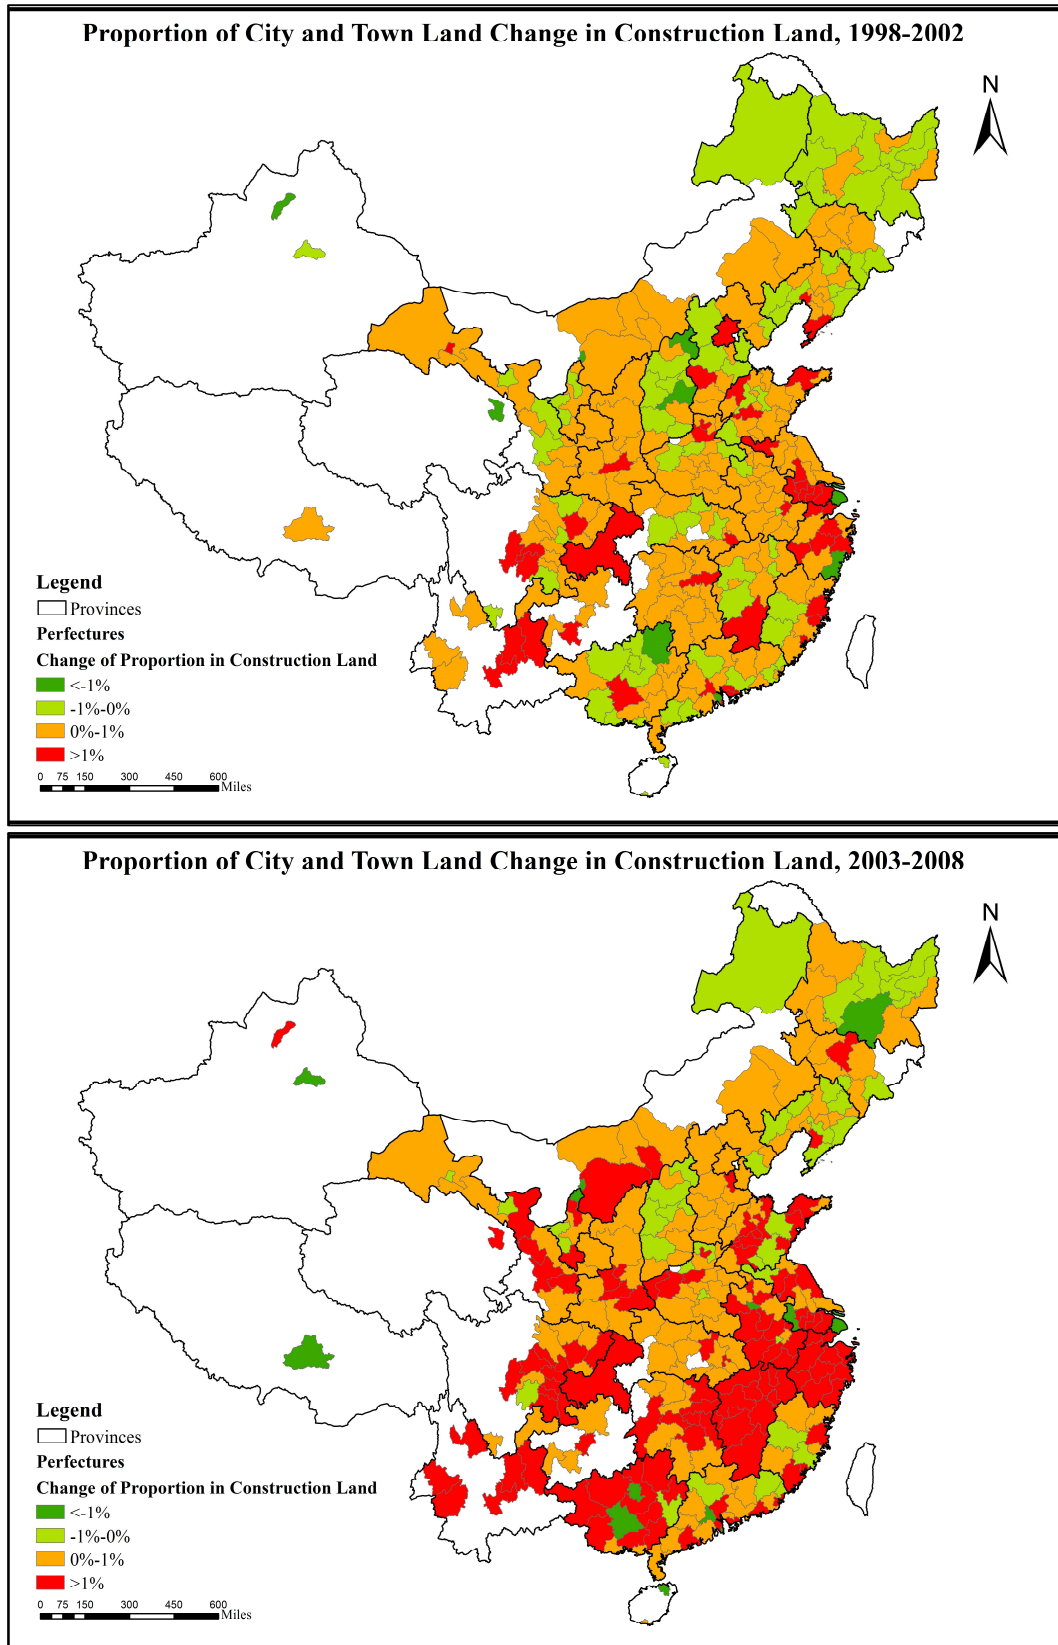 Proportion of City and Town Land Change in Construction Land, 1998-2002
N
Legend
Provinces
Perfectures
Change of Proportion in Construction Land
<-1%
-1%-0%
0%-1%
>1%
0 75 150 300 450 600
Miles
Proportion of City and Town Land Change in Construction Land, 2003-2008
N
Legend
Provinces
Perfectures
Change of Proportion in Construction Land
<-1%
-1%-0%
0%-1%
>1%
0 75 150 300 450 600
Miles